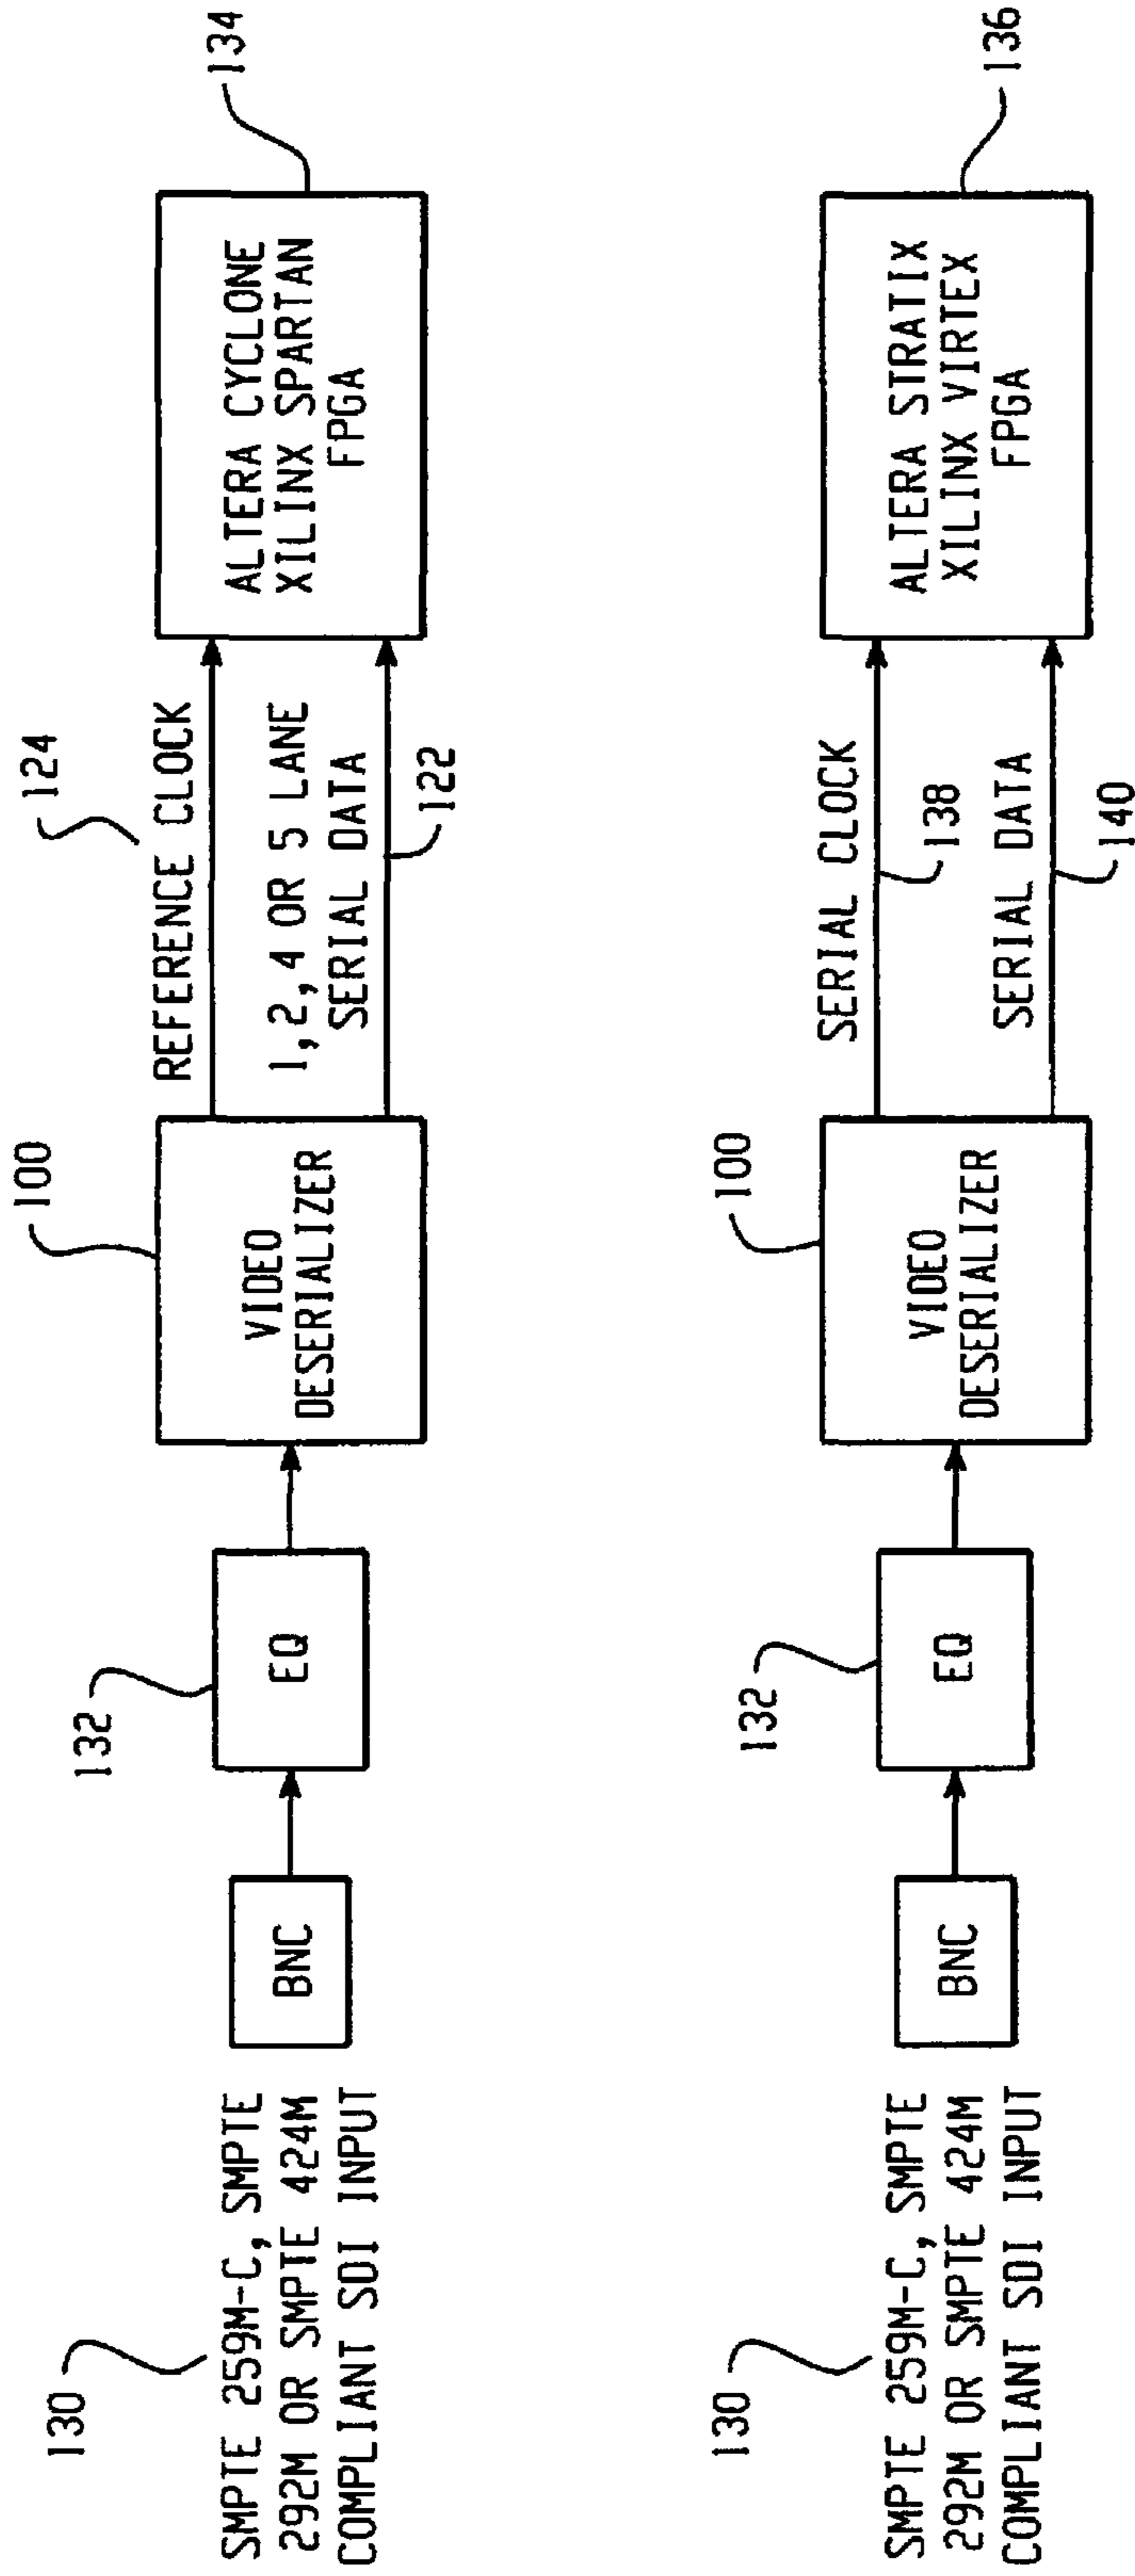 130
SMPTE 259M-C, SMPTE
292M OR SMPTE 424M
COMPLIANT SDI INPUT
BNC
132
EQ
100
VIDEO
DESERIALIZER
124
REFERENCE CLOCK
1,2,4 OR 5 LANE
SERIAL DATA
122
ALTERA CYCLONE
XILINX SPARTAN
FPGA
134
130
SMPTE 259M-C, SMPTE
292M OR SMPTE 424M
COMPLIANT SDI INPUT
BNC
132
EQ
100
VIDEO
DESERIALIZER
SERIAL CLOCK
138
SERIAL DATA
140
ALTERA STRATIX
XILINX VIRTEX
FPGA
136